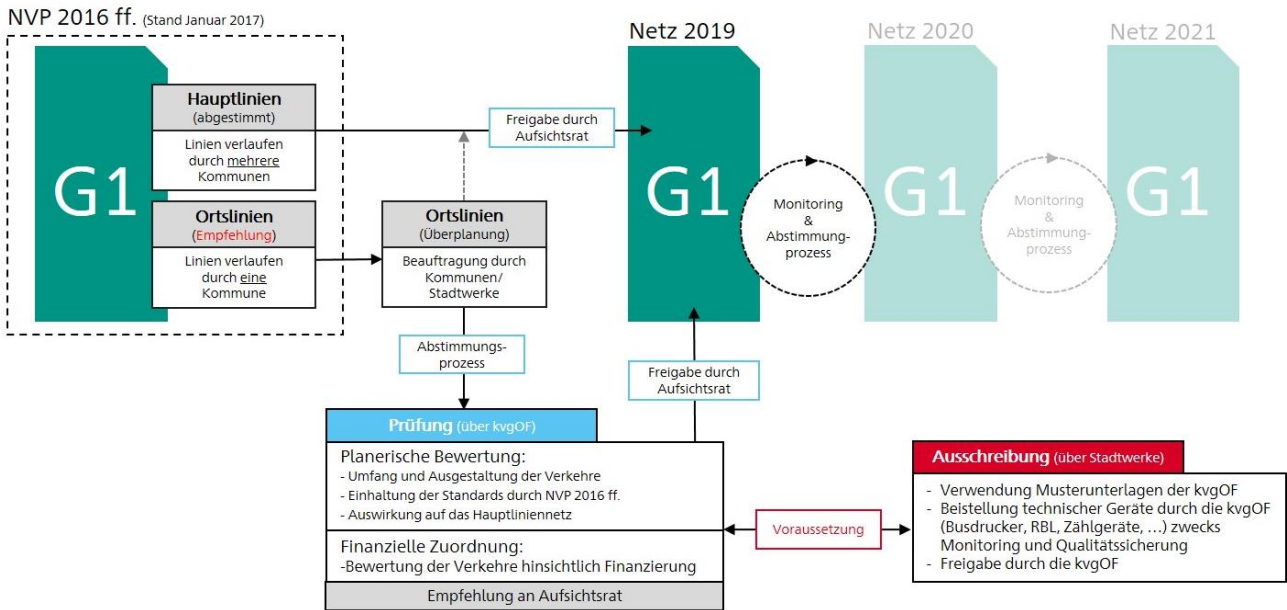 NVP 2016 ff. (Stand Januar 2017)
G1
Hauptlinien
(abgestimmt)
Linien verlaufen
durch mehrere
Kommunen
Ortslinien
(Empfehlung)
Linien verlaufen
durch eine
Kommune
Ortslinien
(Überplanung)
Beauftragung durch
Kommunen/
Stadtwerke
Freigabe durch
Aufsichtsrat
Netz 2019
G1
Monitoring
&
Abstimmung-
prozess
Netz 2020
G1
Monitoring
&
Abstimmung-
prozess
Netz 2021
G1
Abstimmungs-
prozess
Freigabe durch
Aufsichtsrat
Prüfung (über kvgOF)
Planerische Bewertung:
- Umfang und Ausgestaltung der Verkehre
- Einhaltung der Standards durch NVP 2016 ff.
- Auswirkung auf das Hauptliniennetz
Finanzielle Zuordnung:
-Bewertung der Verkehre hinsichtlich Finanzierung
Empfehlung an Aufsichtsrat
Voraussetzung
Ausschreibung (über Stadtwerke)
- Verwendung Musterunterlagen der kvgOF
- Beistellung technischer Geräte durch die kvgOF
(Busdrucker, RBL, Zählgeräte, ...) zwecks
Monitoring und Qualitätssicherung
- Freigabe durch die kvgOF